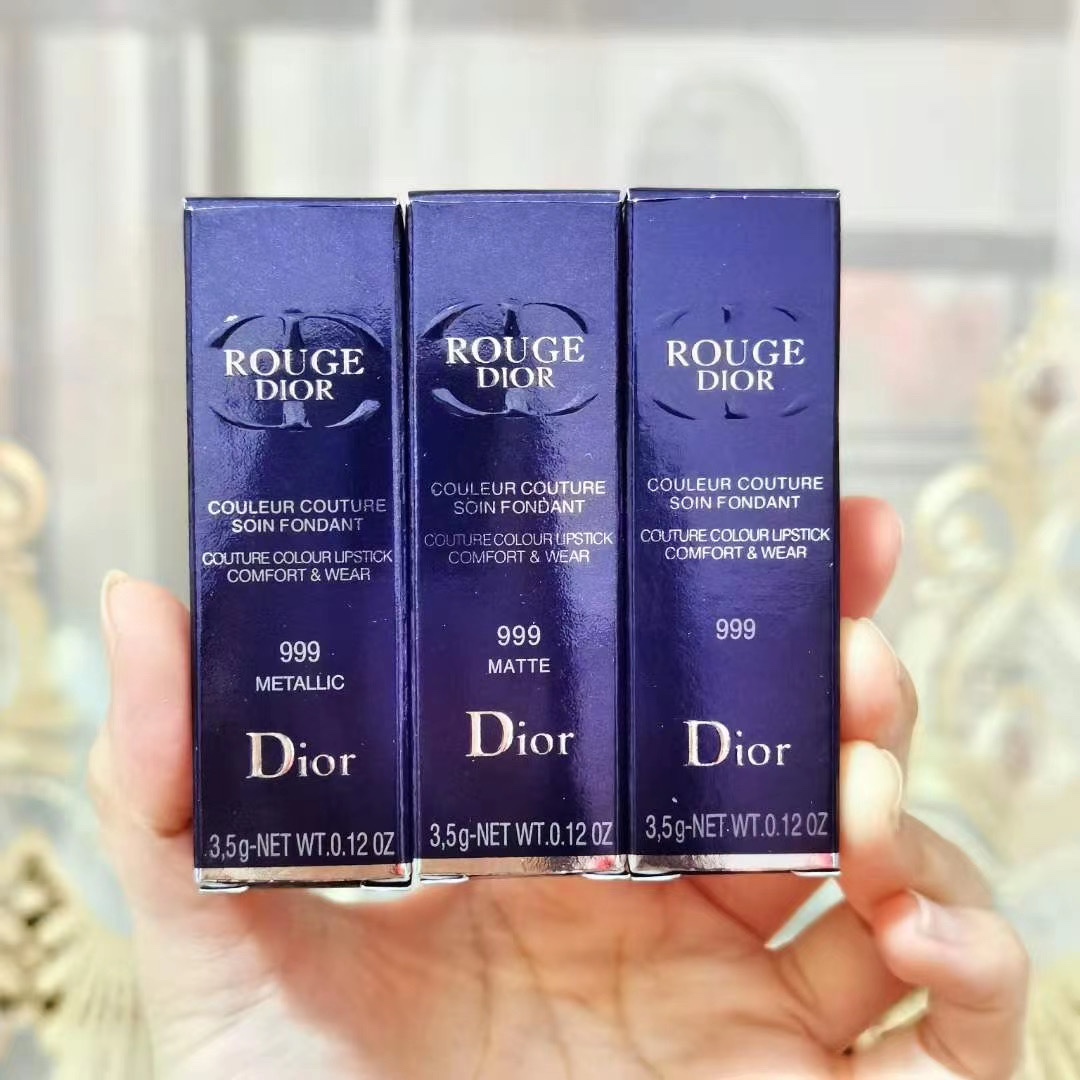 ROUGE
DIOR
COULEUR COUTURE
SOIN FONDANT
COUTURE COLOUR LIPSTICK
COMFORT & WEAR
999
METALLIC
Dior
3,5g-NET WT.0.12 OZ
ROUGE
DIOR
COULEUR COUTURE
SOIN FONDANT
COUTURE COLOUR LIPSTICK
COMFORT & WEAR
999
MATTE
Dior
3,5g-NET WT.0.12 OZ
ROUGE
DIOR
COULEUR COUTURE
SOIN FONDANT
COUTURE COLOUR LIPSTICK
COMFORT & WEAR
999
Dior
3,5g-NET WT.0.12 OZ